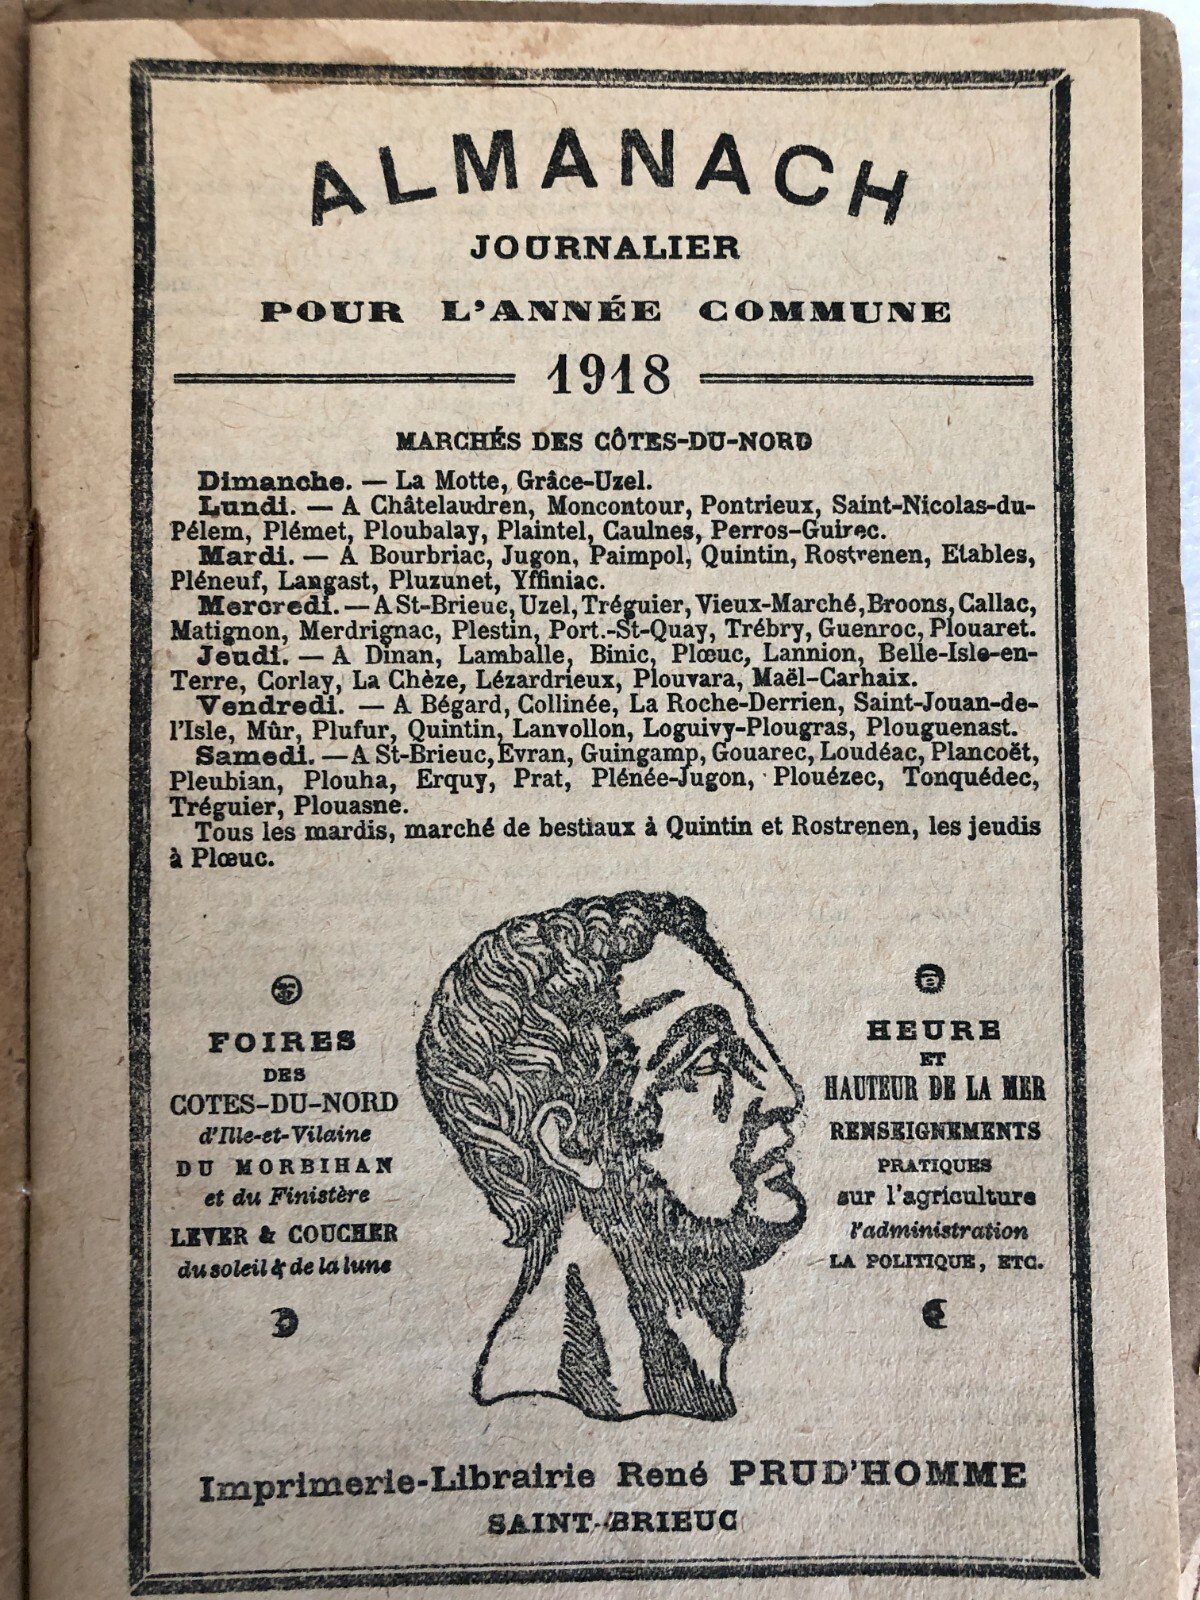 ALMANACH
JOURNALIER
POUR L'ANNÉE COMMUNE
1918
MARCHÉS DES CÔTES-DU-NORD
Dimanche. — La Motte, Grâce-Uzel.
Lundi. — A Châtelaudren, Moncontour, Pontrieux, Saint-Nicolas-du-
Pélem, Plémet, Ploubalay, Plaintel, Caulnes, Perros-Guirec.
Mardi. — A Bourbriac, Jugon, Paimpol, Quintin, Rostrenen, Etables,
Pléneuf, Langast, Pluzunet, Yffiniac.
Mercredi. — A St-Brieuc, Uzel, Tréguier, Vieux-Marché, Broons, Callac,
Matignon, Merdrignac, Plestin, Port.-St-Quay, Trébry, Guenroc, Plouaret.
Jeudi. — A Dinan, Lamballe, Binic, Plœuc, Lannion, Belle-Isle-en-
Terre, Corlay, La Chèze, Lézardrieux, Plouvara, Maël-Carhaix.
Vendredi. — A Bégard, Collinée, La Roche-Derrien, Saint-Jouan-de-
l'Isle, Mûr, Plufur, Quintin, Lanvollon, Loguivy-Plougras, Plouguenast.
Samedi. — A St-Brieuc, Evran, Guingamp, Gouarec, Loudéac, Plancoët,
Pleubian, Plouha, Erquy, Prat, Plénée-Jugon, Plouézec, Tonquédec,
Tréguier, Plouasne.
Tous les mardis, marché de bestiaux à Quintin et Rostrenen, les jeudis
à Plœuc.
FOIRES
DES
COTES-DU-NORD
d'Ille-et-Vilaine
DU MORBIHAN
et du Finistère
LEVER & COUCHER
du soleil & de la lune
HEURE
ET
HAUTEUR DE LA MER
RENSEIGNEMENTS
PRATIQUES
sur l'agriculture
l'administration
LA POLITIQUE, ETC.
Imprimerie-Librairie René PRUD'HOMME
SAINT-BRIEUC